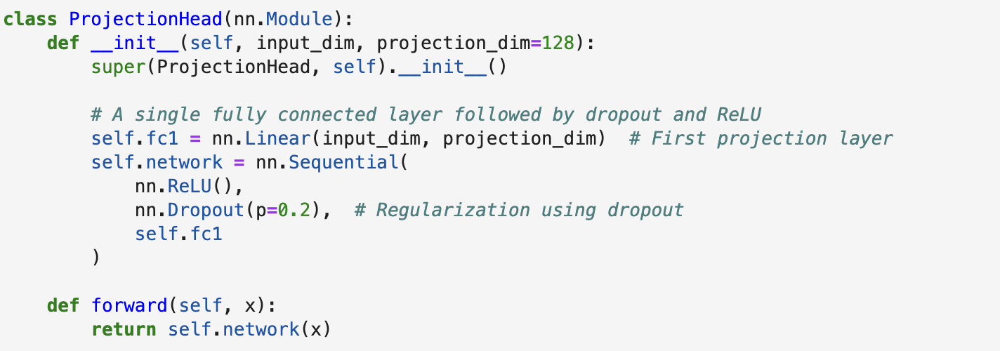 class ProjectionHead(nn.Module):
    def __init__(self, input_dim, projection_dim=128):
        super(ProjectionHead, self).__init__()

        # A single fully connected layer followed by dropout and ReLU
        self.fc1 = nn.Linear(input_dim, projection_dim)  # First projection layer
        self.network = nn.Sequential(
            nn.ReLU(),
            nn.Dropout(p=0.2),  # Regularization using dropout
            self.fc1
        )

    def forward(self, x):
        return self.network(x)